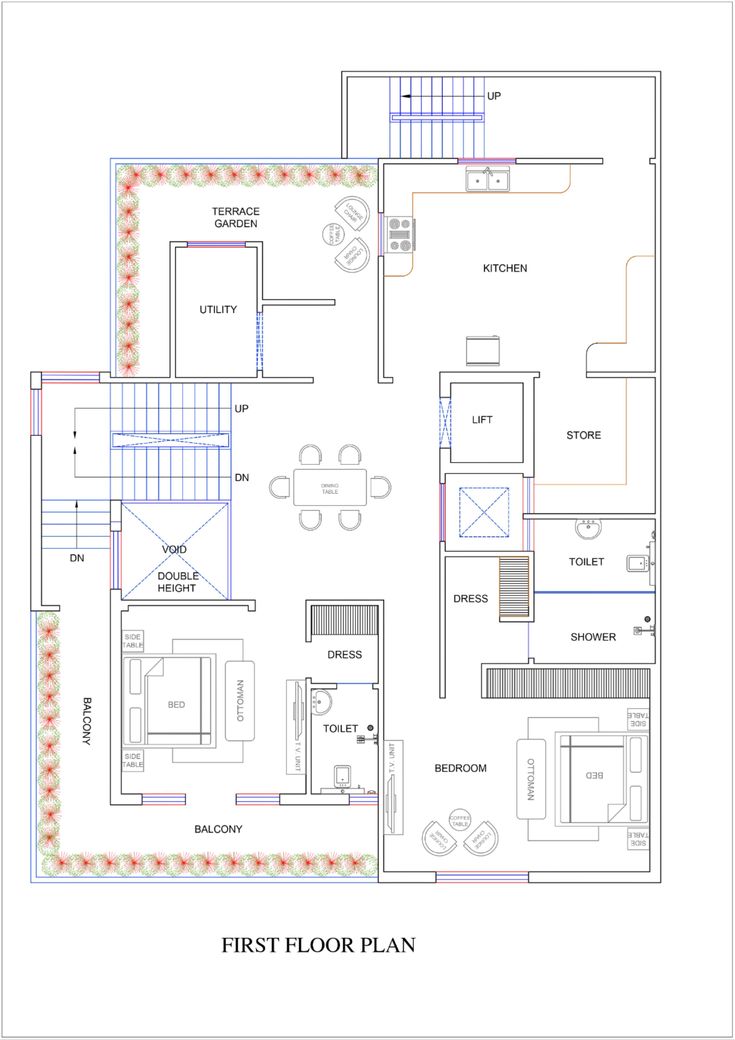 UP
TERRACE
GARDEN
LOUNGE
CHAIR
COFFEE
TABLE
LOUNGE
CHAIR
KITCHEN
UTILITY
UP
LIFT
STORE
DN
DINING
TABLE
DN
VOID
DOUBLE
HEIGHT
TOILET
DRESS
SHOWER
SIDE
TABLE
DRESS
BED
OTTOMAN
BALCONY
SIDE
TABLE
T.V. UNIT
TOILET
SIDE
TABLE
T.V. UNIT
BEDROOM
OTTOMAN
BED
COFFEE
TABLE
LOUNGE
CHAIR
LOUNGE
CHAIR
SIDE
TABLE
BALCONY
FIRST FLOOR PLAN